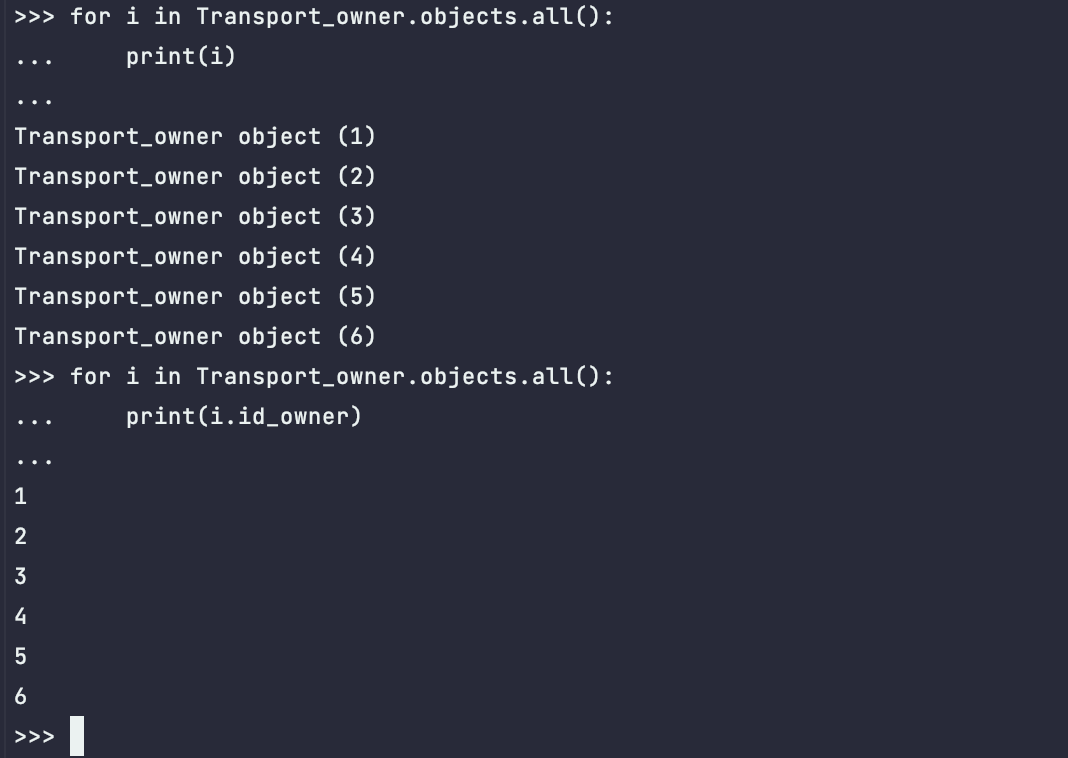 >>> for i in Transport_owner.objects.all():
...     print(i)
...
Transport_owner object (1)
Transport_owner object (2)
Transport_owner object (3)
Transport_owner object (4)
Transport_owner object (5)
Transport_owner object (6)
>>> for i in Transport_owner.objects.all():
...     print(i.id_owner)
...
1
2
3
4
5
6
>>>